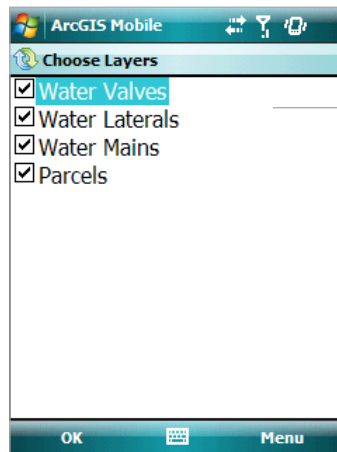 ArcGIS Mobile
Choose Layers
Water Valves
Water Laterals
Water Mains
Parcels
OK Menu